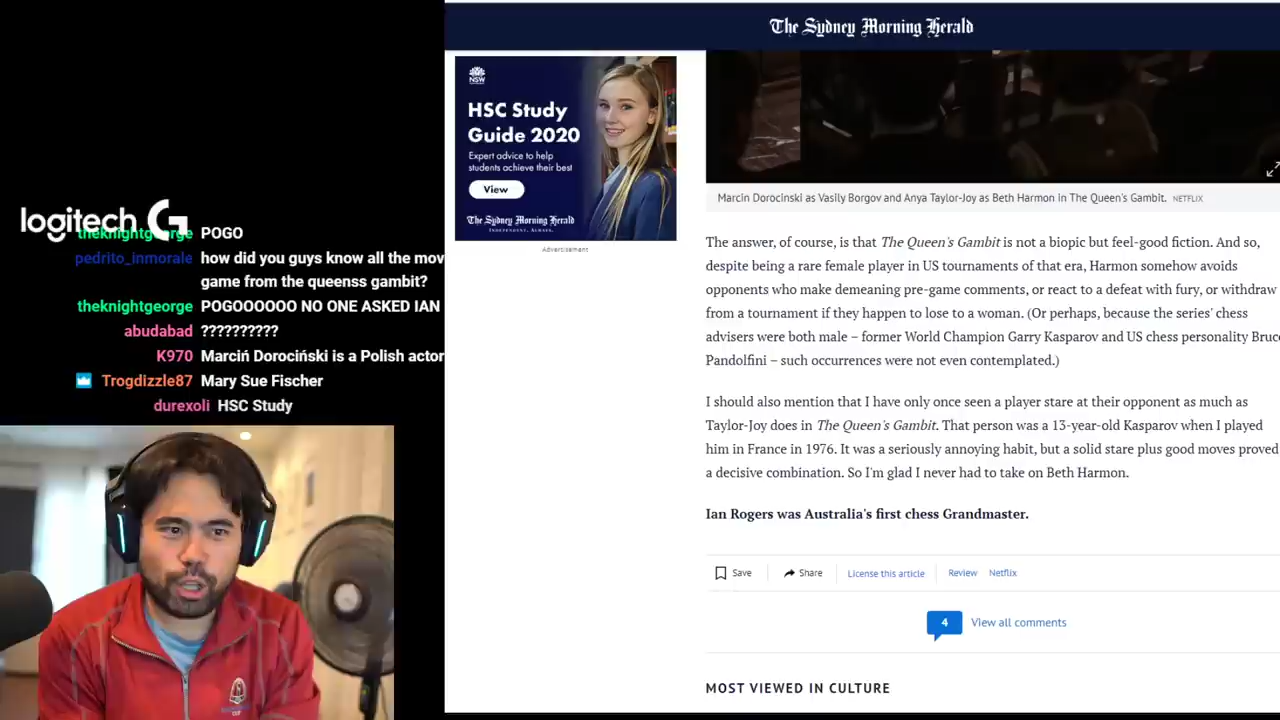 The Sydney Morning Herald
NSW
HSC Study
Guide 2020
Expert advice to help
students achieve their best
View
The Sydney Morning Herald
INDEPENDENT. ALWAYS.
Advertisement
Marcin Dorocinski as Vasily Borgov and Anya Taylor-Joy as Beth Harmon in The Queen's Gambit. NETFLIX
The answer, of course, is that The Queen's Gambit is not a biopic but feel-good fiction. And so,
despite being a rare female player in US tournaments of that era, Harmon somehow avoids
opponents who make demeaning pre-game comments, or react to a defeat with fury, or withdraw
from a tournament if they happen to lose to a woman. (Or perhaps, because the series' chess
advisers were both male – former World Champion Garry Kasparov and US chess personality Bruce
Pandolfini – such occurrences were not even contemplated.)
I should also mention that I have only once seen a player stare at their opponent as much as
Taylor-Joy does in The Queen's Gambit. That person was a 13-year-old Kasparov when I played
him in France in 1976. It was a seriously annoying habit, but a solid stare plus good moves proved
a decisive combination. So I'm glad I never had to take on Beth Harmon.
Ian Rogers was Australia's first chess Grandmaster.
Save Share License this article Review Netflix
4 View all comments
MOST VIEWED IN CULTURE
logitech G
theknightgeorge POGO
pedrito_inmorale how did you guys know all the mov
game from the queenss gambit?
theknightgeorge POGOOOOOO NO ONE ASKED IAN
abudabad ??????????
K970 Marciń Dorociński is a Polish actor
Trogdizzle87 Mary Sue Fischer
durexoli HSC Study